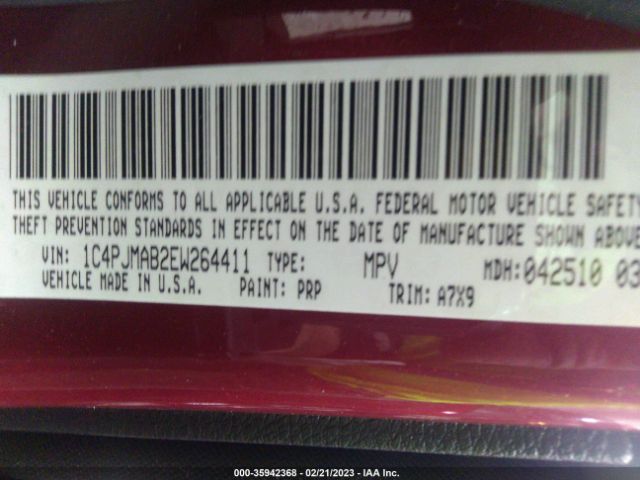 THIS VEHICLE CONFORMS TO ALL APPLICABLE U.S.A. FEDERAL MOTOR VEHICLE SAFETY
THEFT PREVENTION STANDARDS IN EFFECT ON THE DATE OF MANUFACTURE SHOWN ABOVE
VIN: 1C4PJMAB2EW264411 TYPE: MPV MDH:042510 03
VEHICLE MADE IN U.S.A. PAINT: PRP TRIM: A7X9
000-35942368 - 02/21/2023 - IAA Inc.